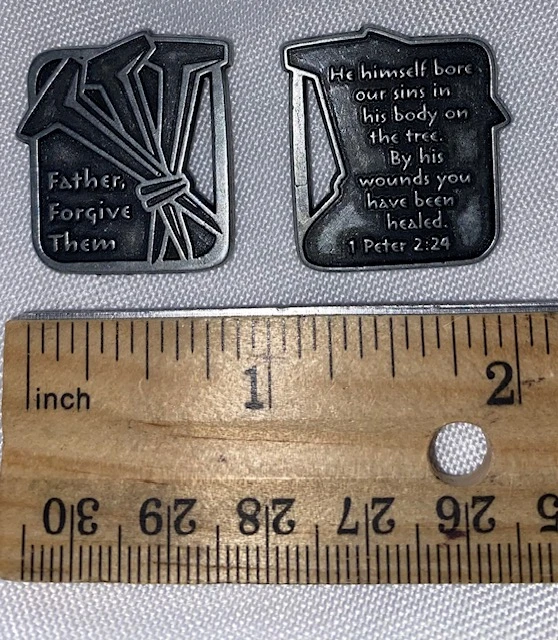 Father,
Forgive
Them
He himself bore
our sins in
his body on
the tree.
By his
wounds you
have been
healed.
1 Peter 2:24
inch
1
2
30
29
28
27
26
25